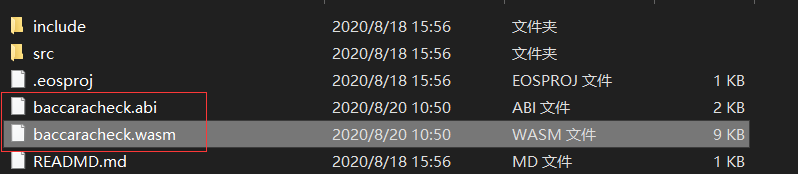 include 2020/8/18 15:56 文件夹
src 2020/8/18 15:56 文件夹
.eosproj 2020/8/18 15:56 EOSPROJ 文件 1 KB
baccaracheck.abi 2020/8/20 10:50 ABI 文件 2 KB
baccaracheck.wasm 2020/8/20 10:50 WASM 文件 9 KB
READMD.md 2020/8/18 15:56 MD 文件 1 KB